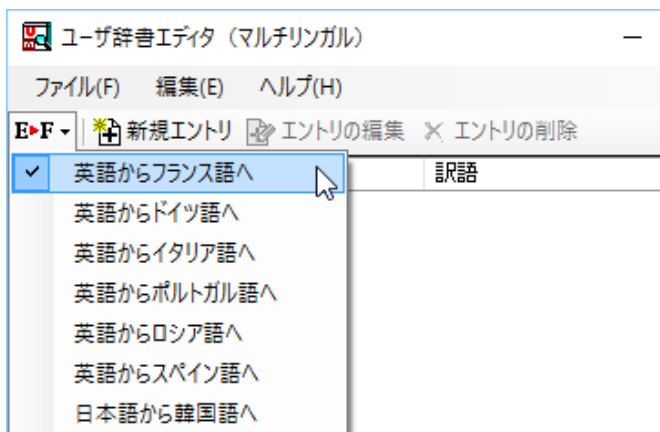 ユーザ辞書エディタ（マルチリンガル）
ファイル(F) 編集(E) ヘルプ(H)
E▸F 新規エントリ エントリの編集 エントリの削除
英語からフランス語へ 訳語
英語からドイツ語へ
英語からイタリア語へ
英語からポルトガル語へ
英語からロシア語へ
英語からスペイン語へ
日本語から韓国語へ